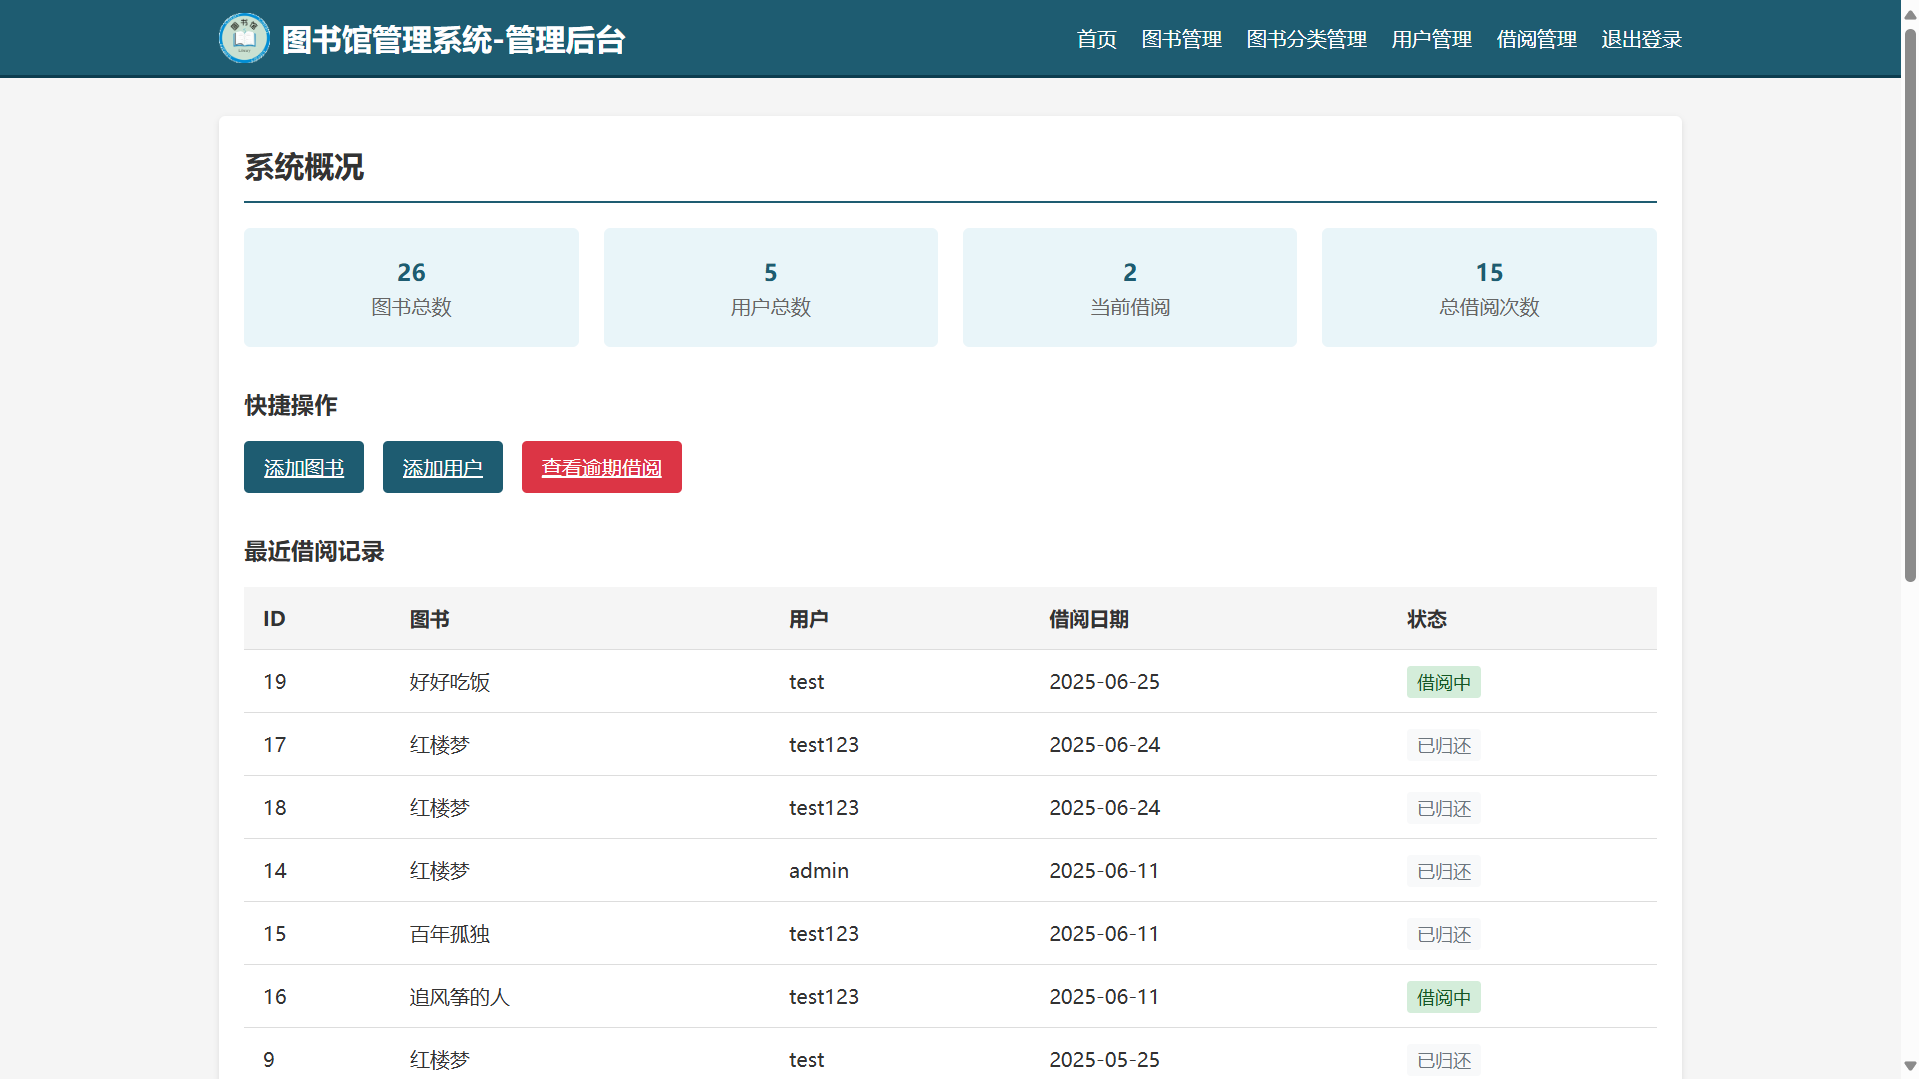 图书馆
图书馆管理系统-管理后台
首页 图书管理 图书分类管理 用户管理 借阅管理 退出登录
系统概况
26 5 2 15
图书总数 用户总数 当前借阅 总借阅次数
快捷操作
添加图书 添加用户 查看逾期借阅
最近借阅记录
ID 图书 用户 借阅日期 状态
19 好好吃饭 test 2025-06-25 借阅中
17 红楼梦 test123 2025-06-24 已归还
18 红楼梦 test123 2025-06-24 已归还
14 红楼梦 admin 2025-06-11 已归还
15 百年孤独 test123 2025-06-11 已归还
16 追风筝的人 test123 2025-06-11 借阅中
9 红楼梦 test 2025-05-25 已归还